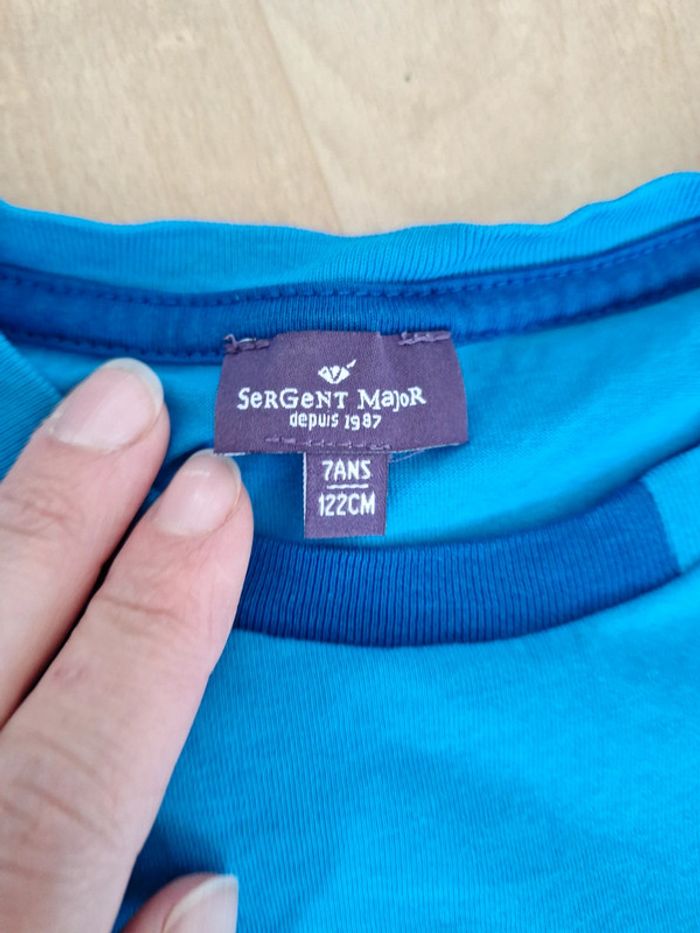 SeRGeNT MajoR
depuis 1987
7ANS
122CM